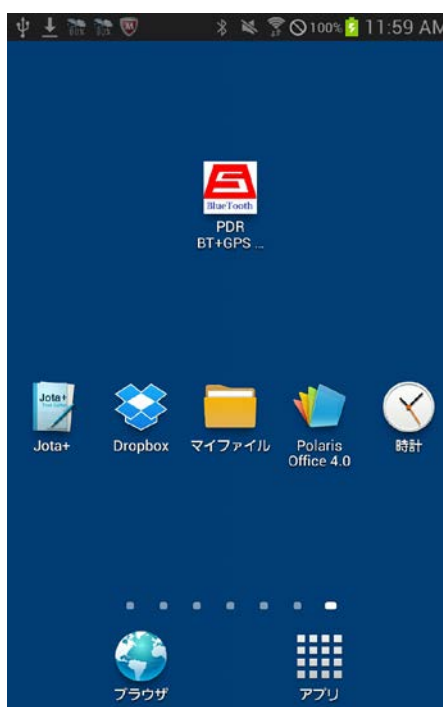 100% 11:59 AM
BlueTooth
PDR
BT+GPS ...
Jota+
Jota+
Dropbox
マイファイル
Polaris
Office 4.0
時計
ブラウザ
アプリ